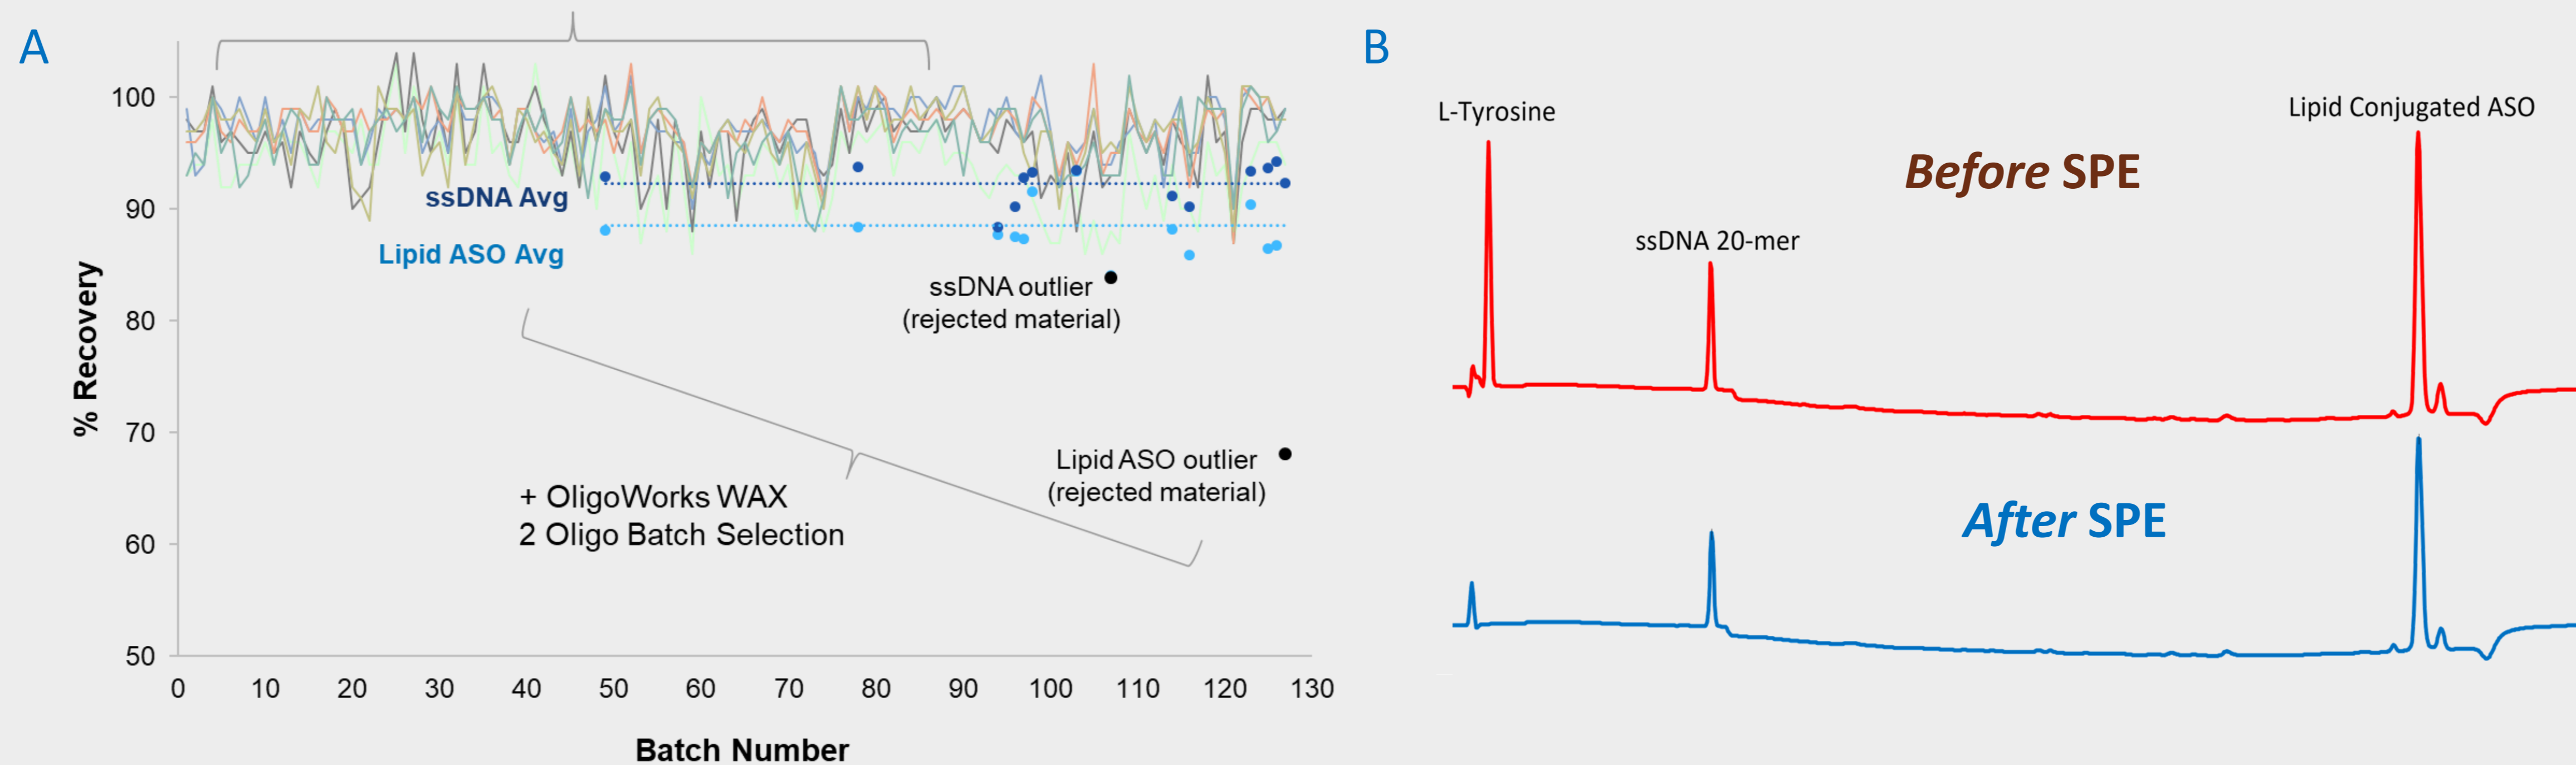 A
100
90
80
70
60
50
% Recovery
ssDNA Avg
Lipid ASO Avg
ssDNA outlier
(rejected material)
Lipid ASO outlier
(rejected material)
+ OligoWorks WAX
2 Oligo Batch Selection
0 10 20 30 40 50 60 70 80 90 100 110 120 130
Batch Number
B
L-Tyrosine
ssDNA 20-mer
Lipid Conjugated ASO
Before SPE
After SPE